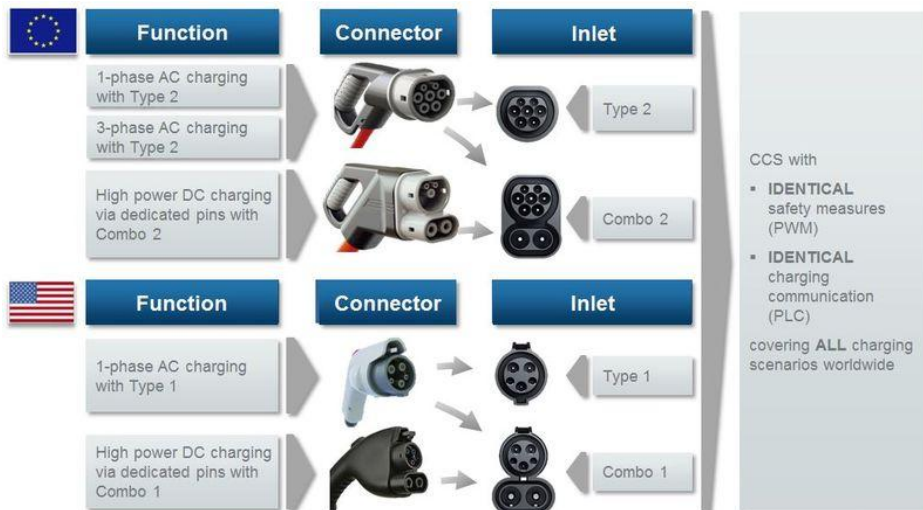 Function
Connector
Inlet
1-phase AC charging
with Type 2
3-phase AC charging
with Type 2
High power DC charging
via dedicated pins with
Combo 2
Type 2
Combo 2
Function
Connector
Inlet
1-phase AC charging
with Type 1
High power DC charging
via dedicated pins with
Combo 1
Type 1
Combo 1
CCS with
▪ IDENTICAL
safety measures
(PWM)
▪ IDENTICAL
charging
communication
(PLC)
covering ALL charging
scenarios worldwide